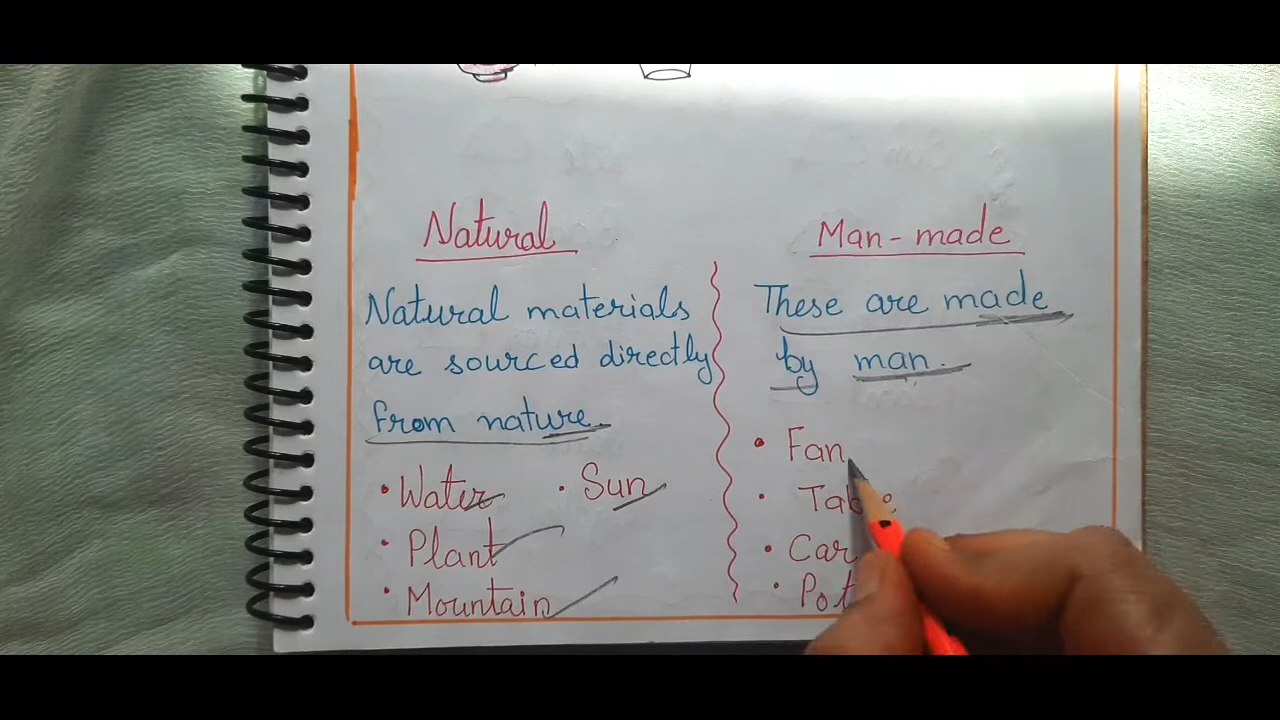 Natural
Natural materials
are sourced directly
from nature.
• Water • Sun
• Plant
• Mountain
Man-made
These are made
by man.
• Fan
•
• Car
• Pot